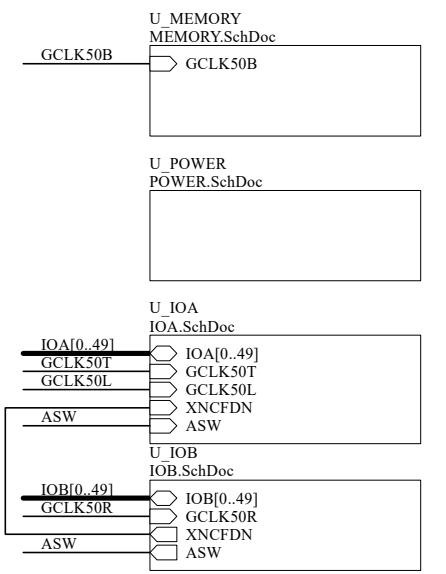 U_MEMORY
MEMORY.SchDoc
GCLK50B
GCLK50B
U_POWER
POWER.SchDoc
U_IOA
IOA.SchDoc
IOA[0..49]
IOA[0..49]
GCLK50T
GCLK50T
GCLK50L
GCLK50L
XNCFDN
ASW
ASW
U_IOB
IOB.SchDoc
IOB[0..49]
IOB[0..49]
GCLK50R
GCLK50R
XNCFDN
ASW
ASW